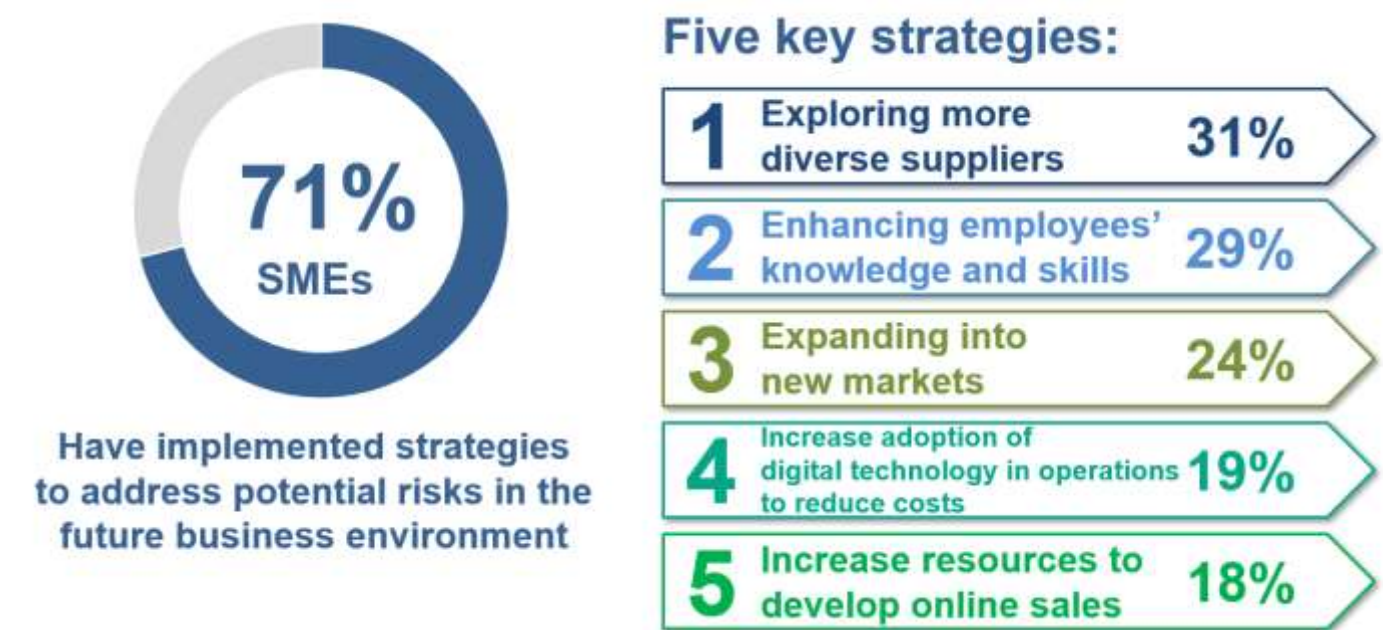 71%
SMEs
Have implemented strategies
to address potential risks in the
future business environment
Five key strategies:
1
Exploring more
diverse suppliers
31%
2
Enhancing employees’
knowledge and skills
29%
3
Expanding into
new markets
24%
4
Increase adoption of
digital technology in operations
to reduce costs
19%
5
Increase resources to
develop online sales
18%